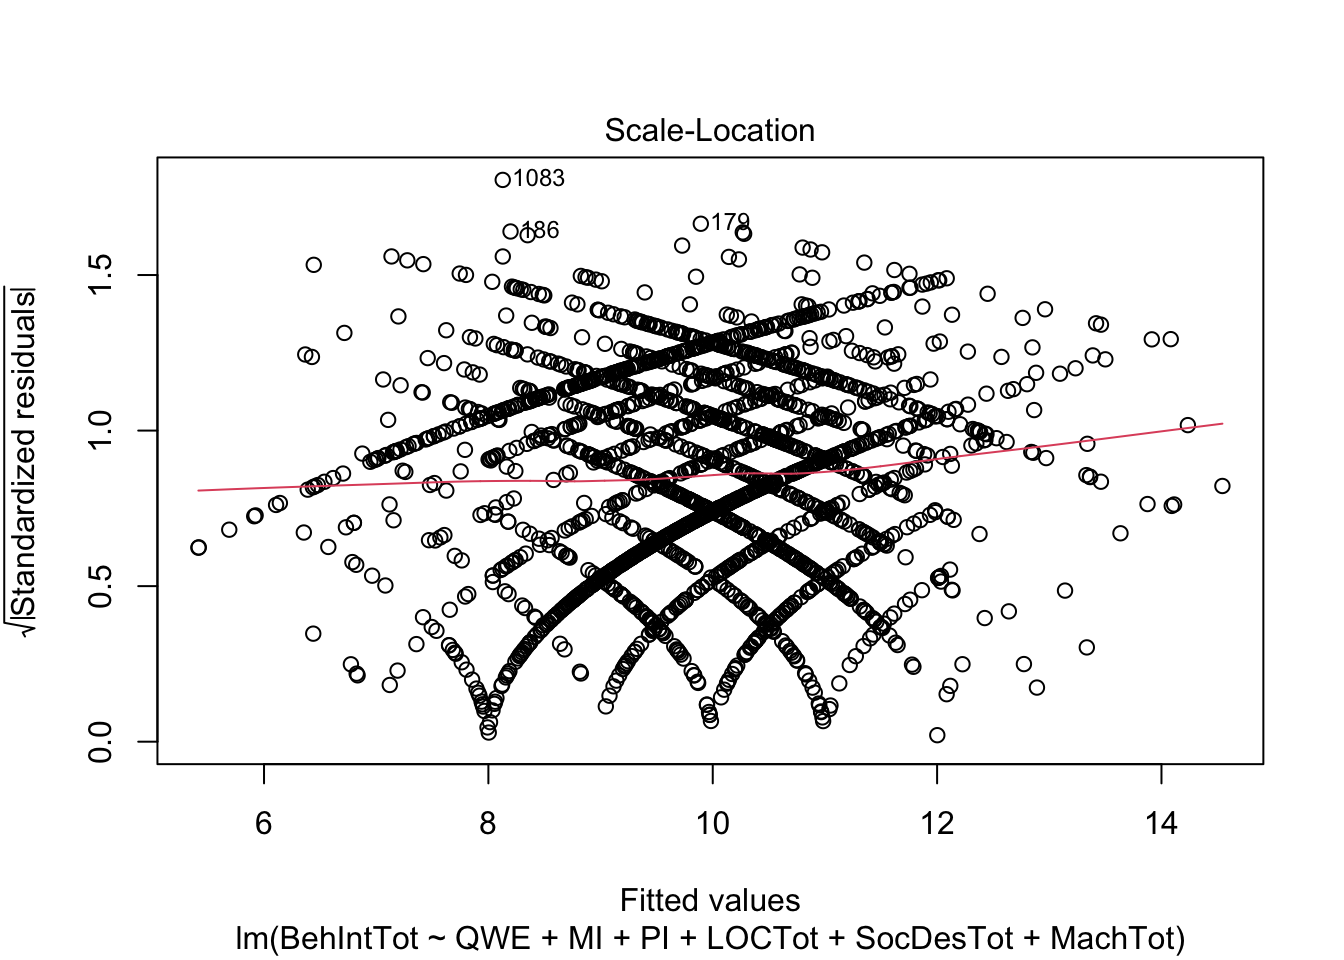 Scale-Location
1083
186
179
√|Standardized residuals|
0.0 0.5 1.0 1.5
6 8 10 12 14
Fitted values
lm(BehIntTot ~ QWE + MI + PI + LOCTot + SocDesTot + MachTot)